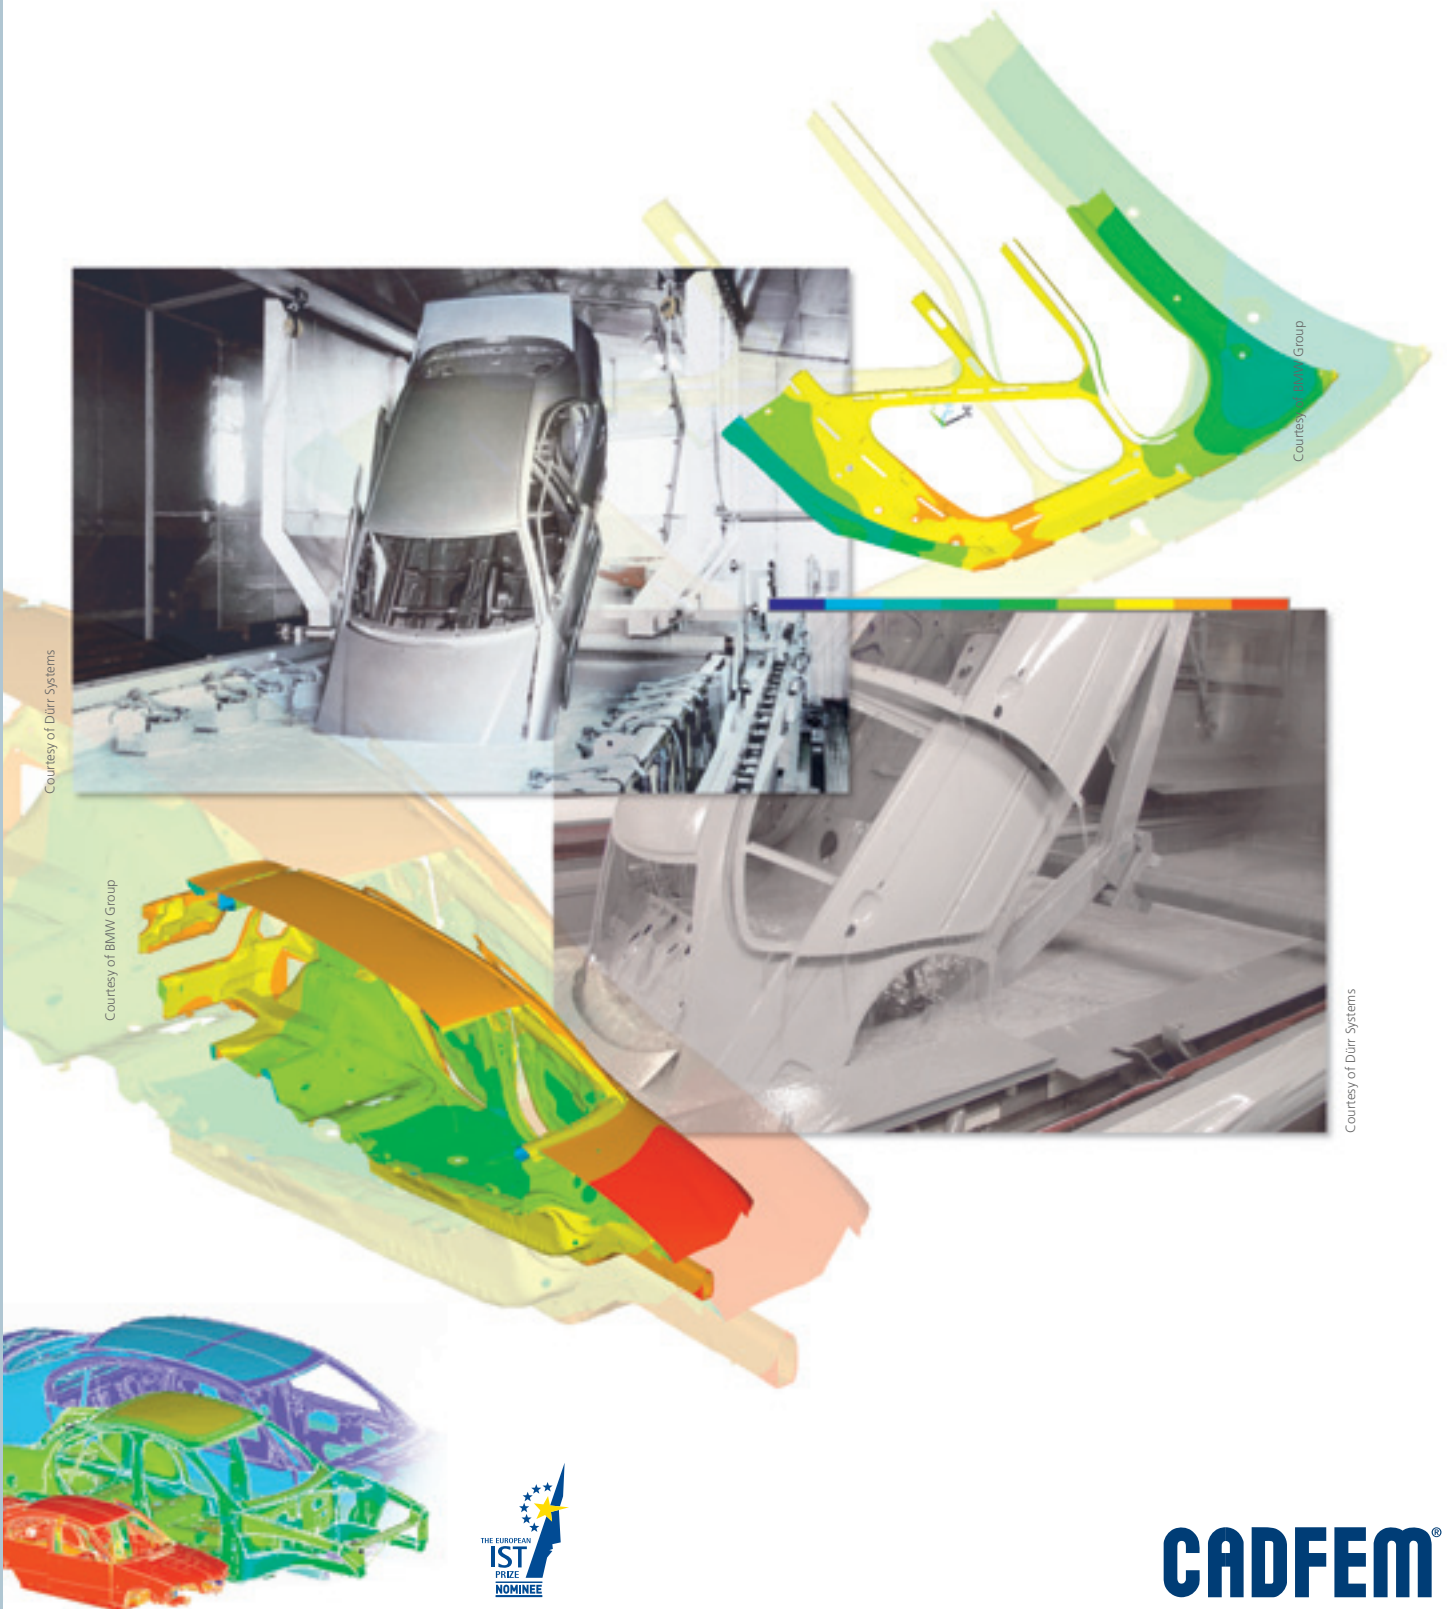 Courtesy of BMW Group
Courtesy of Dürr Systems
Courtesy of BMW Group
Courtesy of Dürr Systems
THE EUROPEAN
IST
PRIZE
NOMINEE
CADFEM®